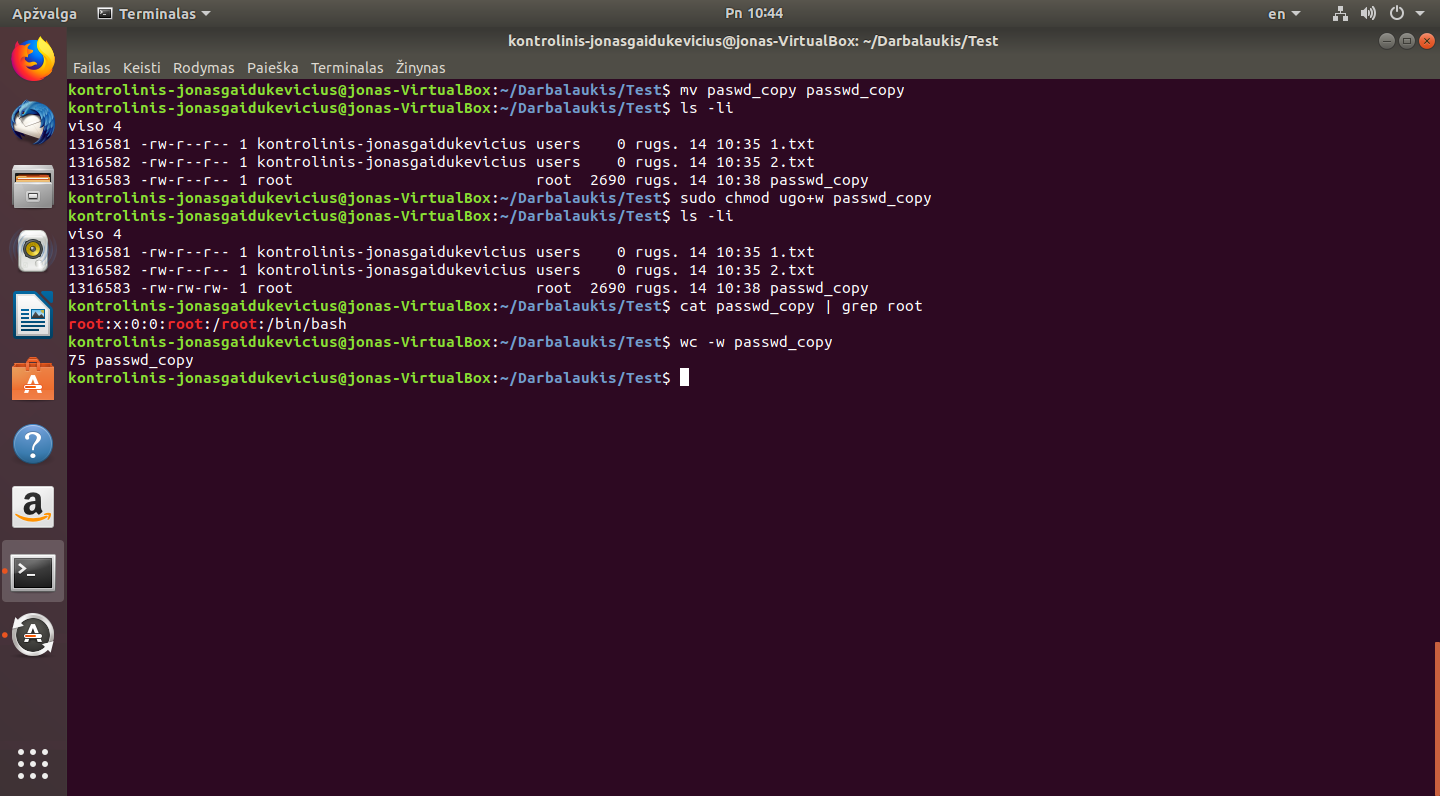 Apžvalga Terminalas Pn 10:44 en
kontrolinis-jonasgaidukevicius@jonas-VirtualBox: ~/Darbalaukis/Test
Failas Keisti Rodymas Paieška Terminalas Žinynas
kontrolinis-jonasgaidukevicius@jonas-VirtualBox:~/Darbalaukis/Test$ mv paswd_copy passwd_copy
kontrolinis-jonasgaidukevicius@jonas-VirtualBox:~/Darbalaukis/Test$ ls -li
viso 4
1316581 -rw-r--r-- 1 kontrolinis-jonasgaidukevicius users    0 rugs. 14 10:35 1.txt
1316582 -rw-r--r-- 1 kontrolinis-jonasgaidukevicius users    0 rugs. 14 10:35 2.txt
1316583 -rw-r--r-- 1 root                           root  2690 rugs. 14 10:38 passwd_copy
kontrolinis-jonasgaidukevicius@jonas-VirtualBox:~/Darbalaukis/Test$ sudo chmod ugo+w passwd_copy
kontrolinis-jonasgaidukevicius@jonas-VirtualBox:~/Darbalaukis/Test$ ls -li
viso 4
1316581 -rw-r--r-- 1 kontrolinis-jonasgaidukevicius users    0 rugs. 14 10:35 1.txt
1316582 -rw-r--r-- 1 kontrolinis-jonasgaidukevicius users    0 rugs. 14 10:35 2.txt
1316583 -rw-rw-rw- 1 root                           root  2690 rugs. 14 10:38 passwd_copy
kontrolinis-jonasgaidukevicius@jonas-VirtualBox:~/Darbalaukis/Test$ cat passwd_copy | grep root
root:x:0:0:root:/root:/bin/bash
kontrolinis-jonasgaidukevicius@jonas-VirtualBox:~/Darbalaukis/Test$ wc -w passwd_copy
75 passwd_copy
kontrolinis-jonasgaidukevicius@jonas-VirtualBox:~/Darbalaukis/Test$